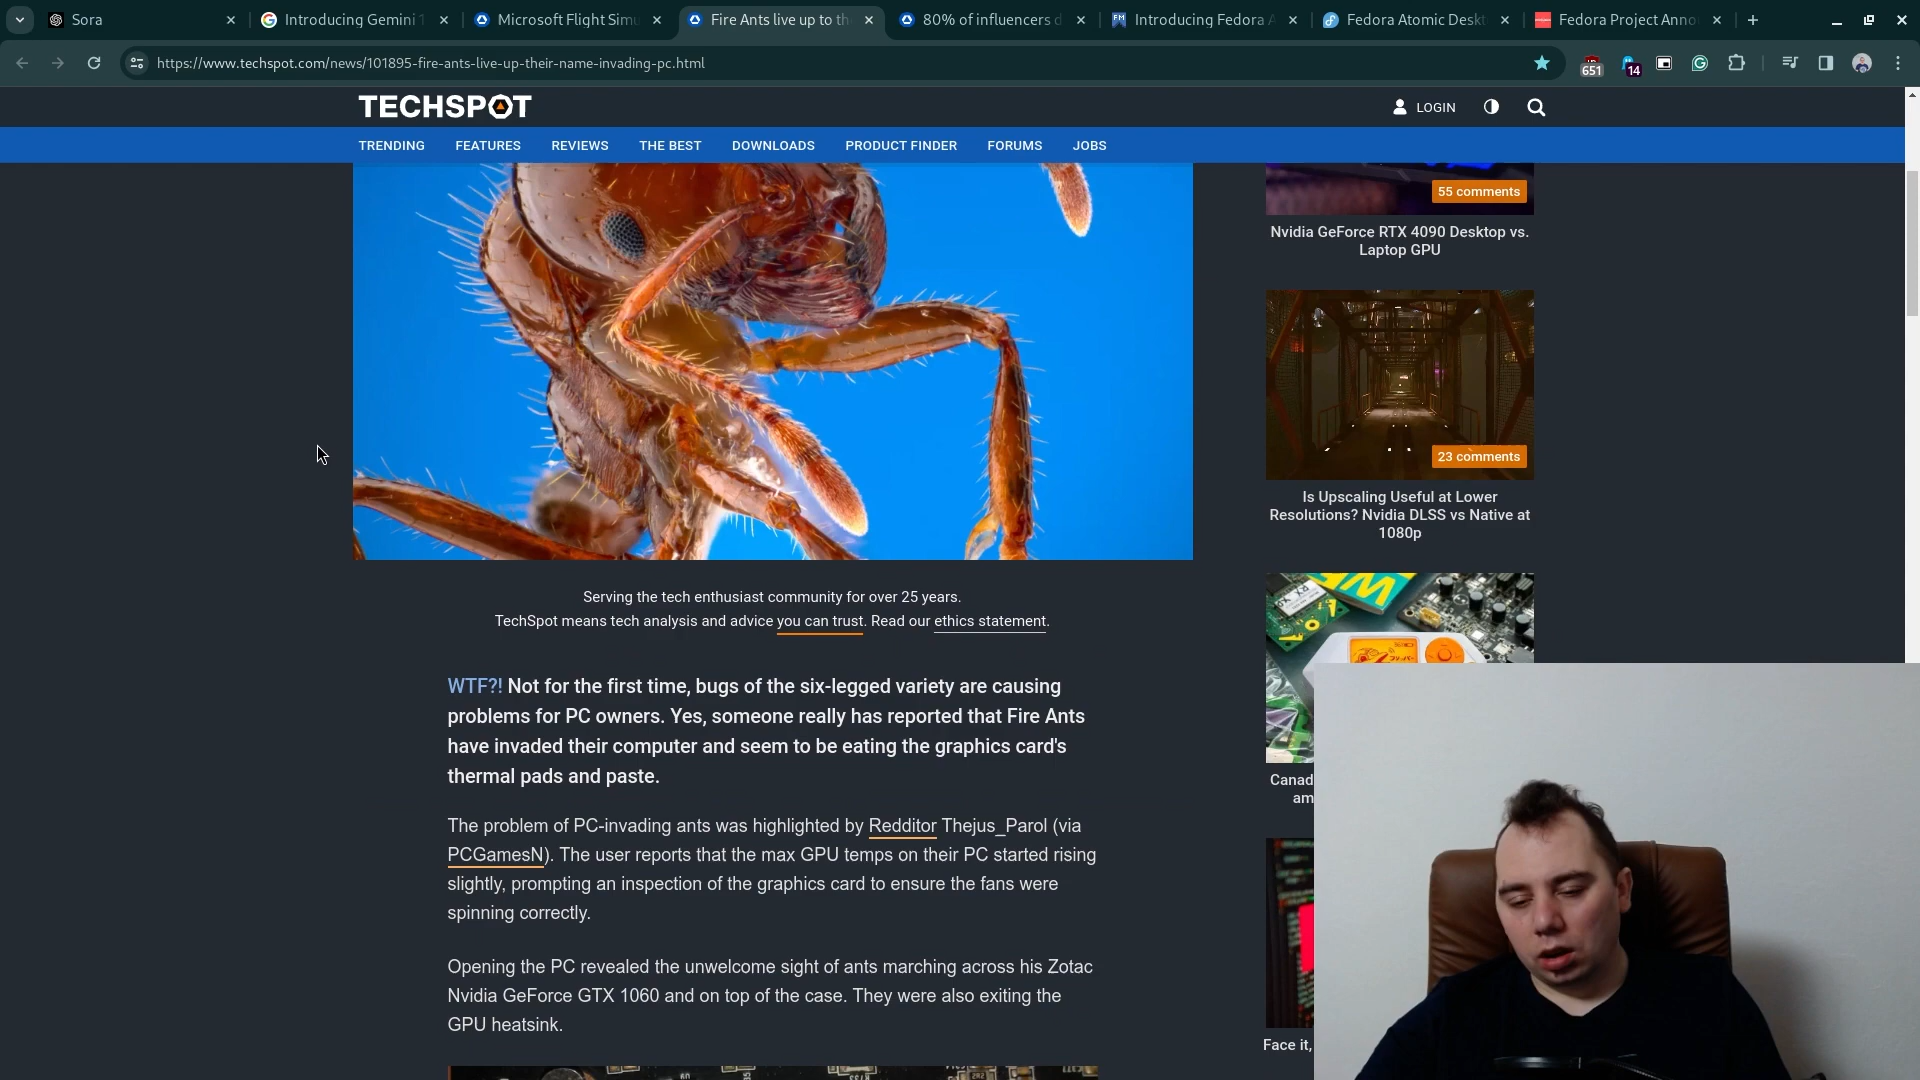 Sora
Introducing Gemini 1
Microsoft Flight Simu
Fire Ants live up to th
80% of influencers d
Introducing Fedora A
Fedora Atomic Deskt
Fedora Project Anno
https://www.techspot.com/news/101895-fire-ants-live-up-their-name-invading-pc.html
651
14
TECHSPOT
LOGIN
TRENDING
FEATURES
REVIEWS
THE BEST
DOWNLOADS
PRODUCT FINDER
FORUMS
JOBS
55 comments
Nvidia GeForce RTX 4090 Desktop vs.
Laptop GPU
23 comments
Is Upscaling Useful at Lower
Resolutions? Nvidia DLSS vs Native at
1080p
Serving the tech enthusiast community for over 25 years.
TechSpot means tech analysis and advice you can trust. Read our ethics statement.
WTF?! Not for the first time, bugs of the six-legged variety are causing
problems for PC owners. Yes, someone really has reported that Fire Ants
have invaded their computer and seem to be eating the graphics card's
thermal pads and paste.
The problem of PC-invading ants was highlighted by Redditor Thejus_Parol (via
PCGamesN). The user reports that the max GPU temps on their PC started rising
slightly, prompting an inspection of the graphics card to ensure the fans were
spinning correctly.
Opening the PC revealed the unwelcome sight of ants marching across his Zotac
Nvidia GeForce GTX 1060 and on top of the case. They were also exiting the
GPU heatsink.
Canad
am
Face it,